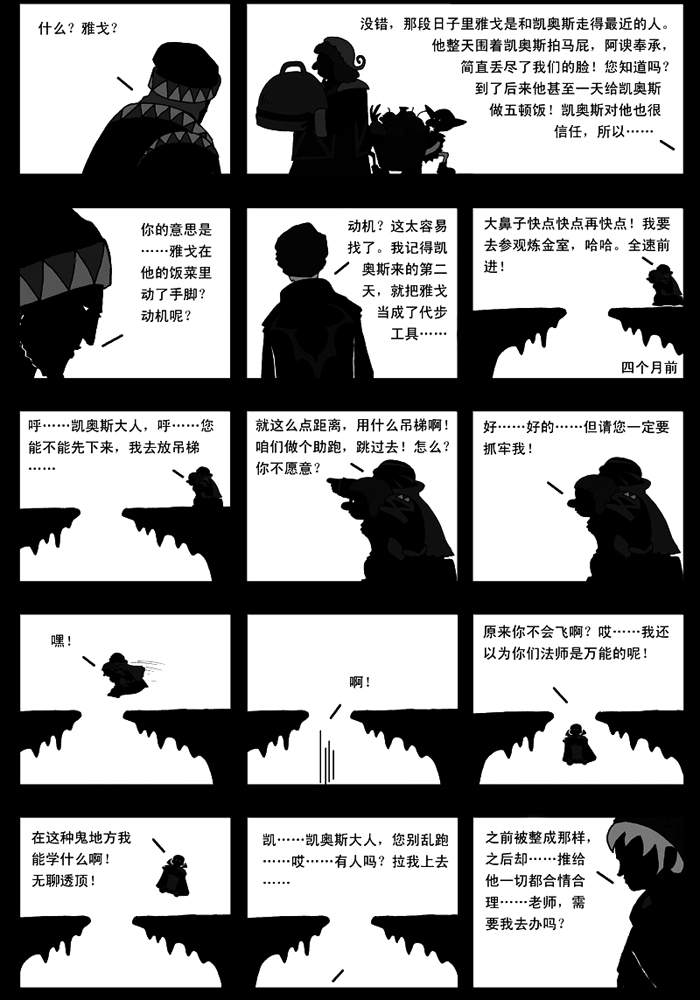 什么？雅戈？
没错，那段日子里雅戈是和凯奥斯走得最近的人。
他整天围着凯奥斯拍马屁，阿谀奉承，
简直丢尽了我们的脸！您知道吗？
到了后来他甚至一天给凯奥斯
做五顿饭！凯奥斯对他也很
信任，所以……
你的意思是
……雅戈在
他的饭菜里
动了手脚？
动机呢？
动机？这太容易
找了。我记得凯
奥斯来的第二
天，就把雅戈
当成了代步
工具……
大鼻子快点快点再快点！我要
去参观炼金室，哈哈。全速前
进！
四个月前
呼……凯奥斯大人，呼……您
能不能先下来，我去放吊梯
……
就这么点距离，用什么吊梯啊！
咱们做个助跑，跳过去！怎么？
你不愿意？
好……好的……但请您一定要
抓牢我！
嘿！
啊！
原来你不会飞啊？哎……我还
以为你们法师是万能的呢！
在这种鬼地方我
能学什么啊！
无聊透顶！
凯……凯奥斯大人，您别乱跑
……哎……有人吗？拉我上去
……
之前被整成那样，
之后却……推给
他一切都合情合
理……老师，需
要我去办吗？